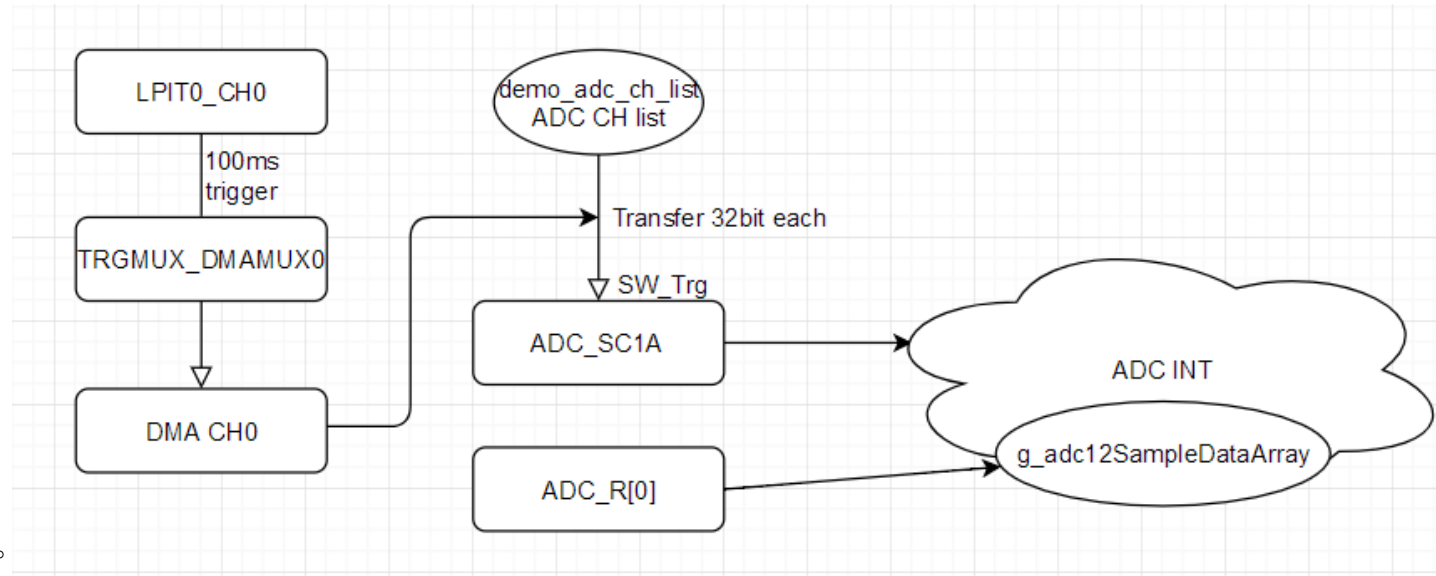 LPIT0_CH0
100ms
trigger
TRGMUX_DMAMUX0
DMA CH0
demo_adc_ch_list
ADC CH list
Transfer 32bit each
SW_Trg
ADC_SC1A
ADC_R[0]
ADC INT
g_adc12SampleDataArray